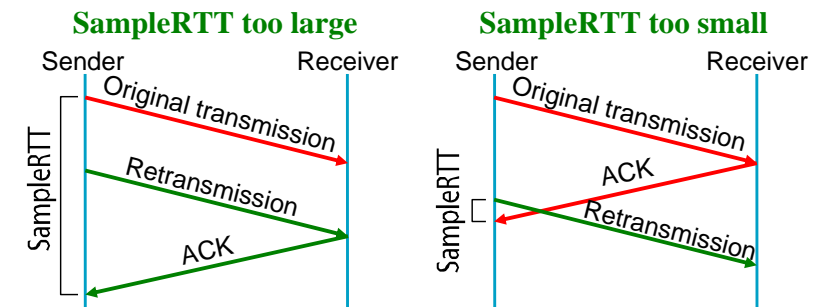 SampleRTT too large
Sender
Receiver
Original transmission
SampleRTT
Retransmission
ACK
SampleRTT too small
Sender
Receiver
Original transmission
ACK
SampleRTT
Retransmission